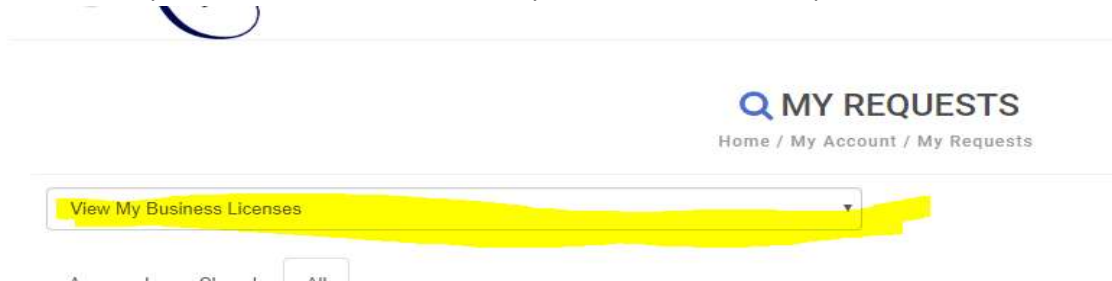 MY REQUESTS
Home / My Account / My Requests
View My Business Licenses
All